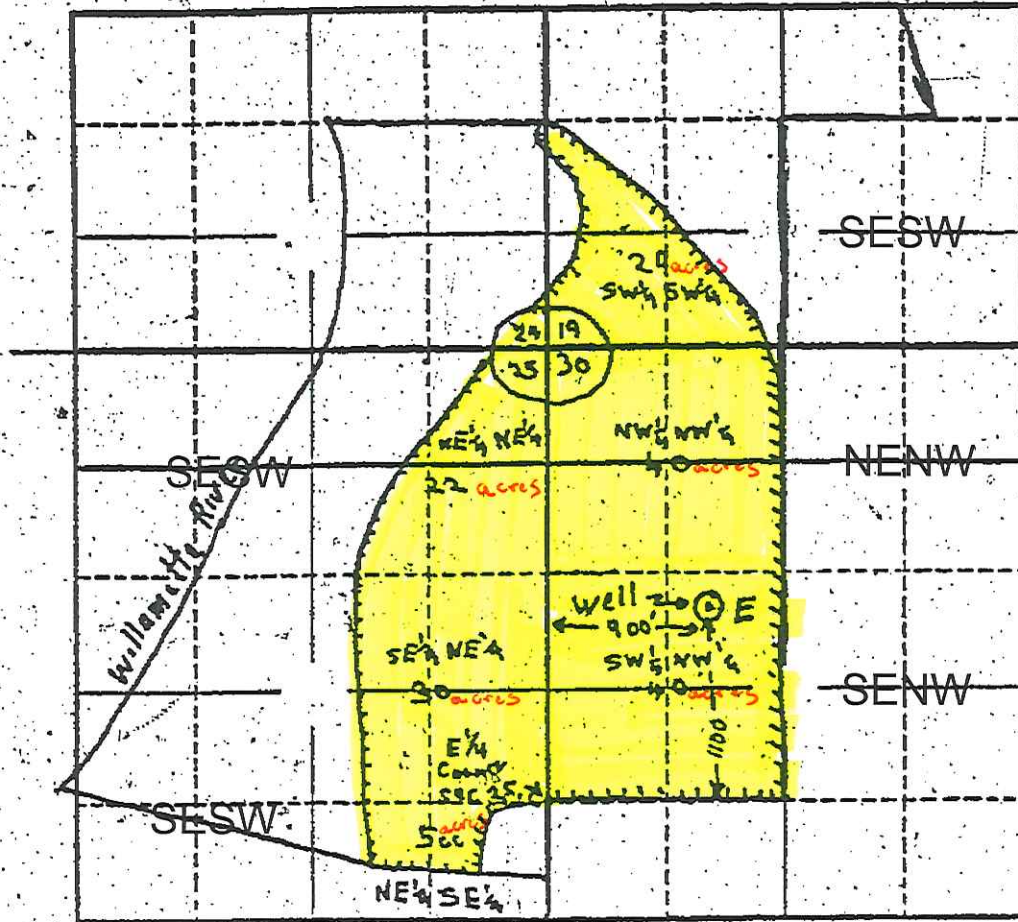 SESW
20 acres
SW¼ SW¼
24 19
25 30
NE¼ NE¼
22 acres
NW¼ NW¼
40 acres
SESW
NENW
Willamette River
Well 2 → E
900'
SE¼ NE¼
30 acres
SW¼ NW¼
40 acres
SENW
1100
E¼
Corner
SEC 25
SESW
5 acres
NE¼ SE¼